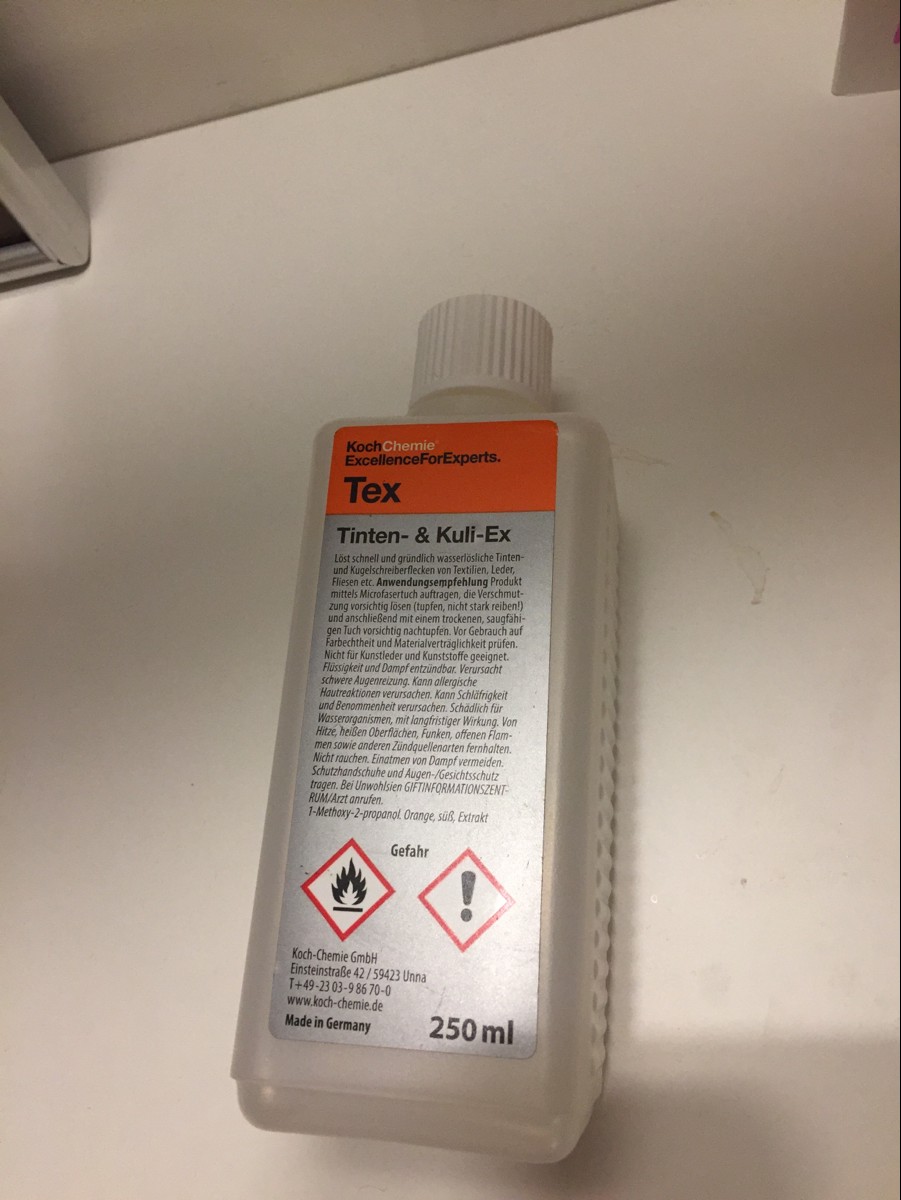 KochChemie®
ExcellenceForExperts.
Tex
Tinten- & Kuli-Ex
Löst schnell und gründlich wasserlösliche Tinten-
und Kugelschreiberflecken von Textilien, Leder,
Fliesen etc. Anwendungsempfehlung Produkt
mittels Microfasertuch auftragen, die Verschmut-
zung vorsichtig lösen (tupfen, nicht stark reiben!)
und anschließend mit einem trockenen, saugfähi-
gen Tuch vorsichtig nachtupfen. Vor Gebrauch auf
Farbechtheit und Materialverträglichkeit prüfen.
Nicht für Kunstleder und Kunststoffe geeignet.
Flüssigkeit und Dampf entzündbar. Verursacht
schwere Augenreizung. Kann allergische
Hautreaktionen verursachen. Kann Schläfrigkeit
und Benommenheit verursachen. Schädlich für
Wasserorganismen, mit langfristiger Wirkung. Von
Hitze, heißen Oberflächen, Funken, offenen Flam-
men sowie anderen Zündquellenarten fernhalten.
Nicht rauchen. Einatmen von Dampf vermeiden.
Schutzhandschuhe und Augen-/Gesichtsschutz
tragen. Bei Unwohlsien GIFTINFORMATIONSZENT-
RUM/Arzt anrufen.
1-Methoxy-2-propanol. Orange, süß, Extrakt
Gefahr
Koch-Chemie GmbH
Einsteinstraße 42 / 59423 Unna
T+49-23 03-9 86 70-0
www.koch-chemie.de
Made in Germany
250 ml